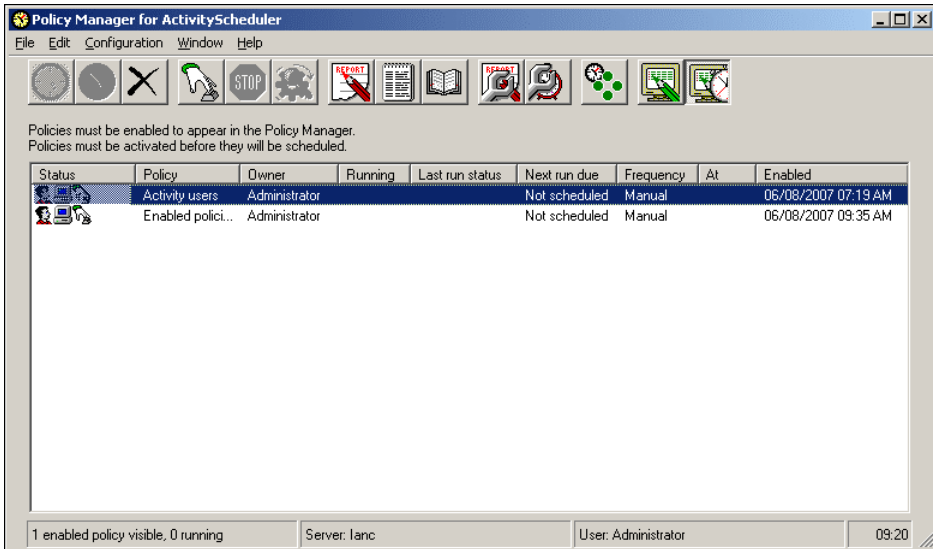 Policy Manager for ActivityScheduler
File Edit Configuration Window Help
STOP REPORT REPORT
Policies must be enabled to appear in the Policy Manager.
Policies must be activated before they will be scheduled.
Status Policy Owner Running Last run status Next run due Frequency At Enabled
Activity users Administrator Not scheduled Manual 06/08/2007 07:19 AM
Enabled polici... Administrator Not scheduled Manual 06/08/2007 09:35 AM
1 enabled policy visible, 0 running Server: Ianc User: Administrator 09:20